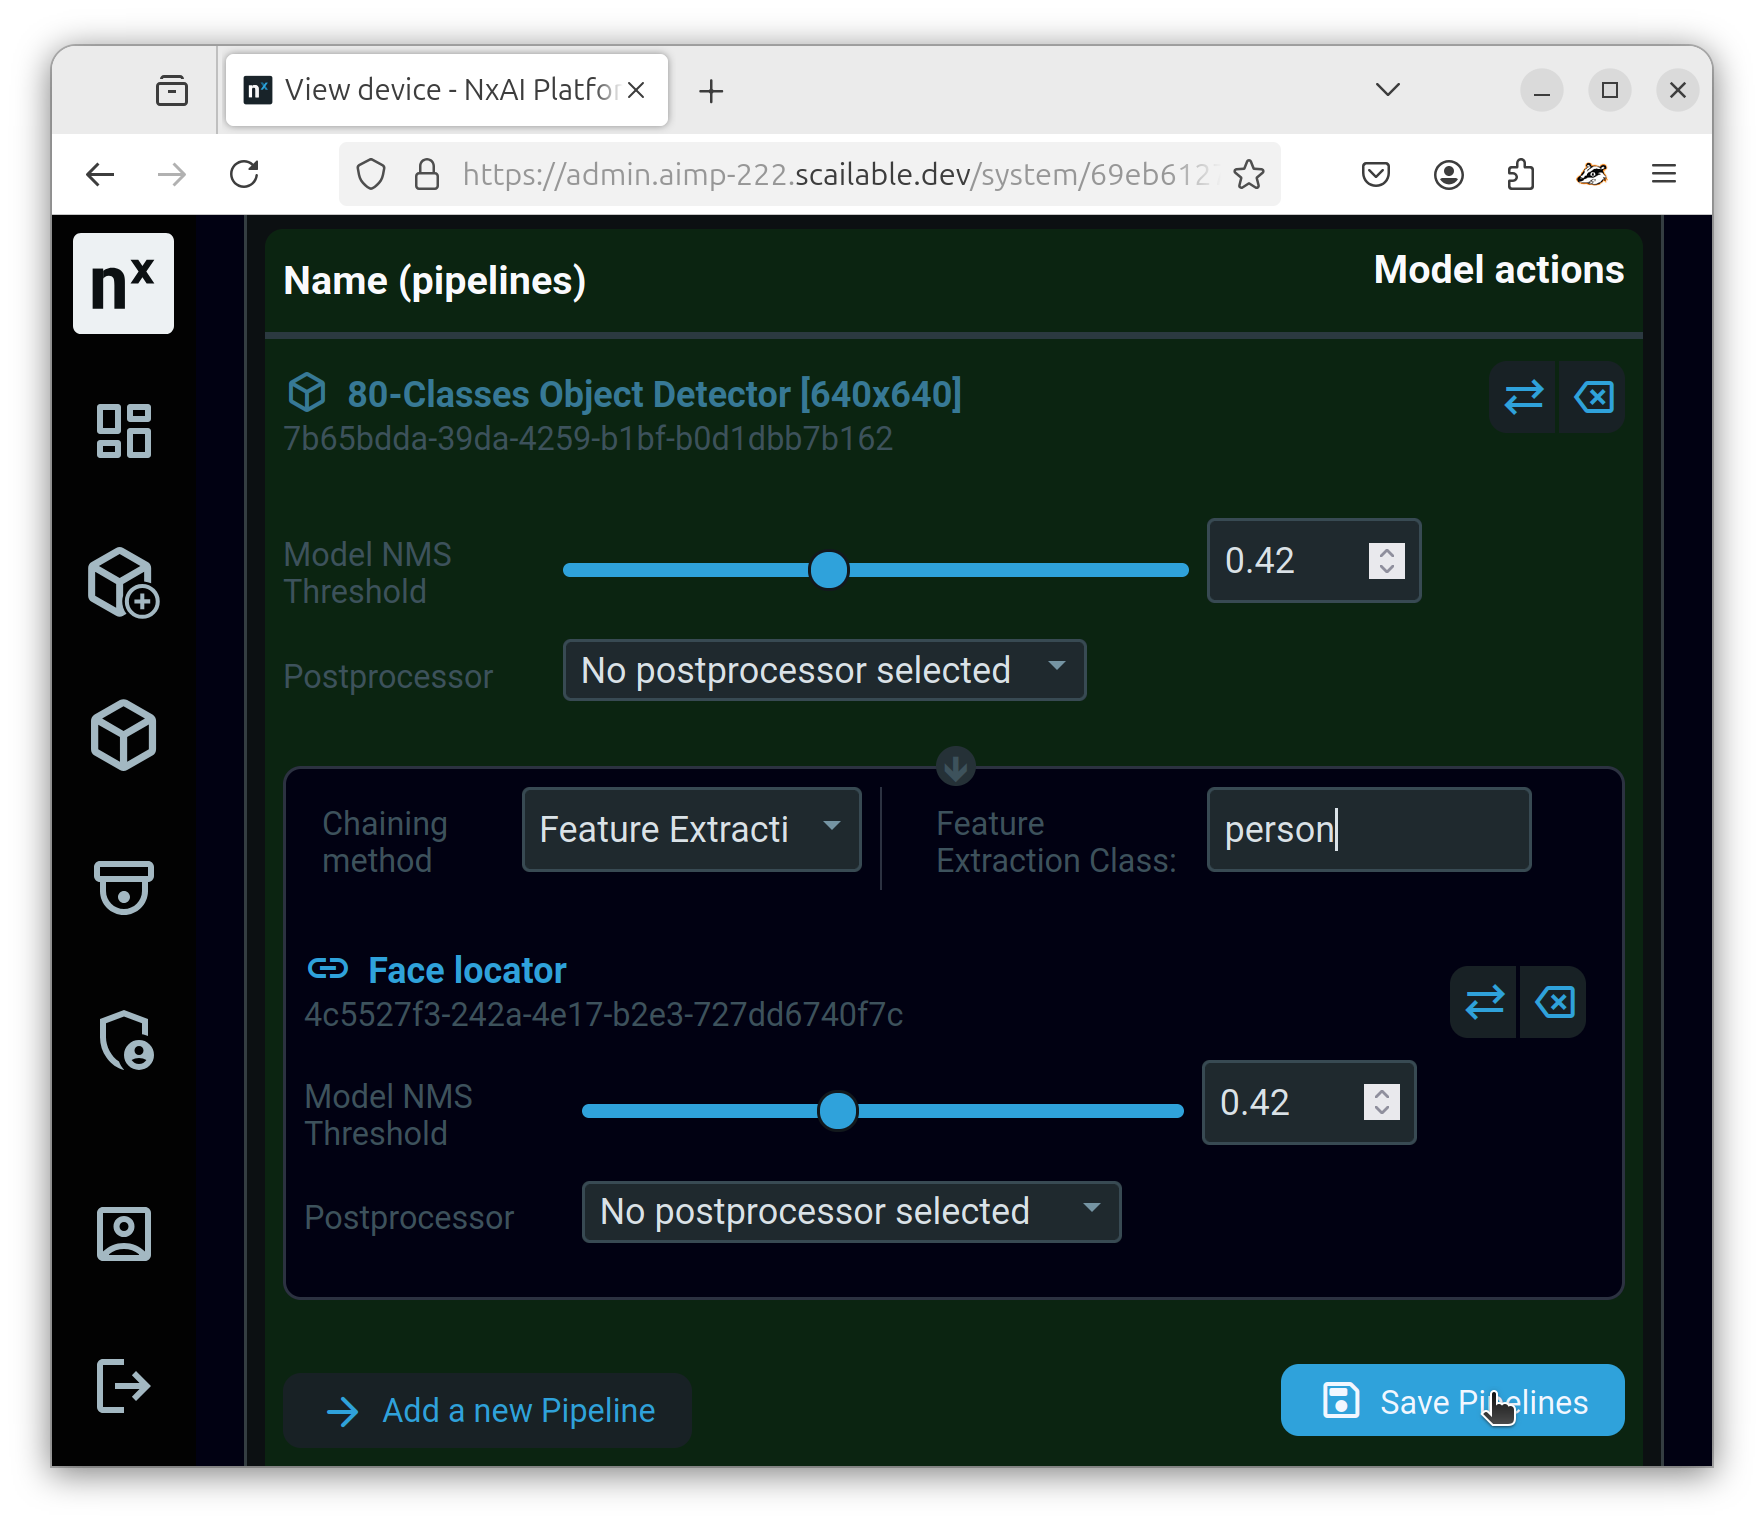 View device - NxAI Platfor
https://admin.aimp-222.scailable.dev/system/69eb6127
nx
Name (pipelines)
Model actions
80-Classes Object Detector [640x640]
7b65bdda-39da-4259-b1bf-b0d1dbb7b162
Model NMS
Threshold
0.42
Postprocessor
No postprocessor selected
Chaining
method
Feature Extracti
Feature
Extraction Class:
person
Face locator
4c5527f3-242a-4e17-b2e3-727dd6740f7c
Model NMS
Threshold
0.42
Postprocessor
No postprocessor selected
Add a new Pipeline
Save Pipelines